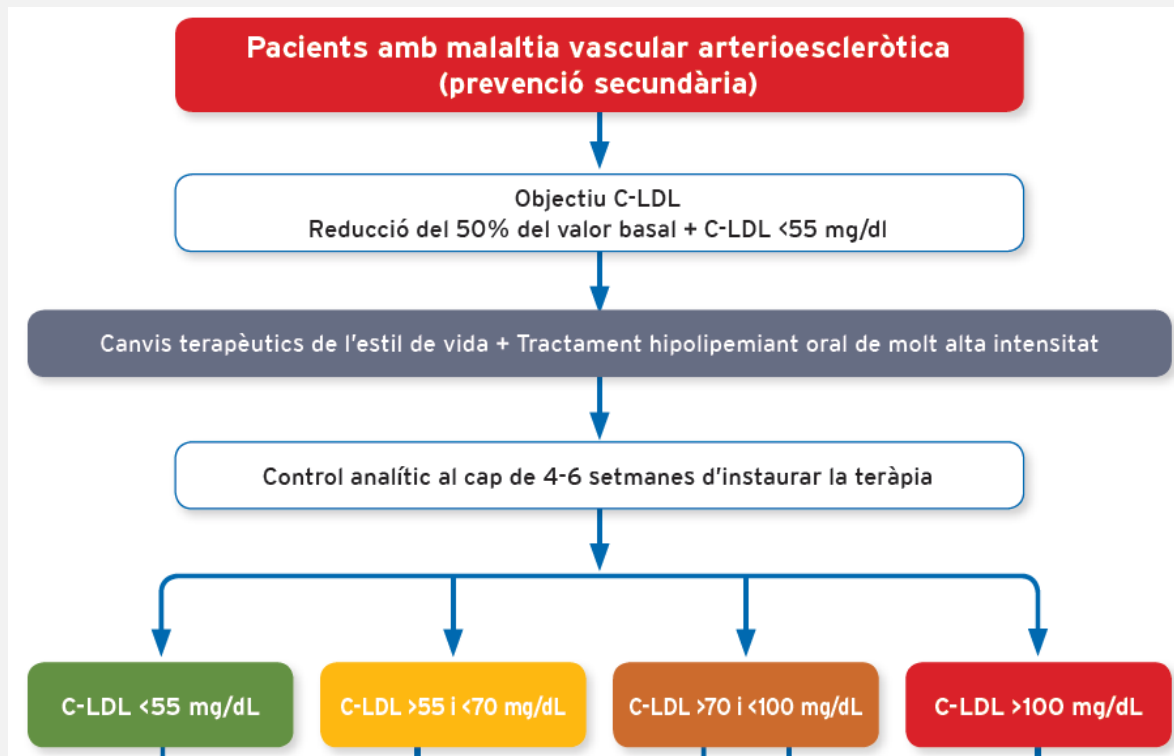 Pacients amb malaltia vascular arterioescleròtica
(prevenció secundària)
Objectiu C-LDL
Reducció del 50% del valor basal + C-LDL <55 mg/dl
Canvis terapèutics de l'estil de vida + Tractament hipolipemiant oral de molt alta intensitat
Control analític al cap de 4-6 setmanes d'instaurar la teràpia
C-LDL <55 mg/dL
C-LDL >55 i <70 mg/dL
C-LDL >70 i <100 mg/dL
C-LDL >100 mg/dL